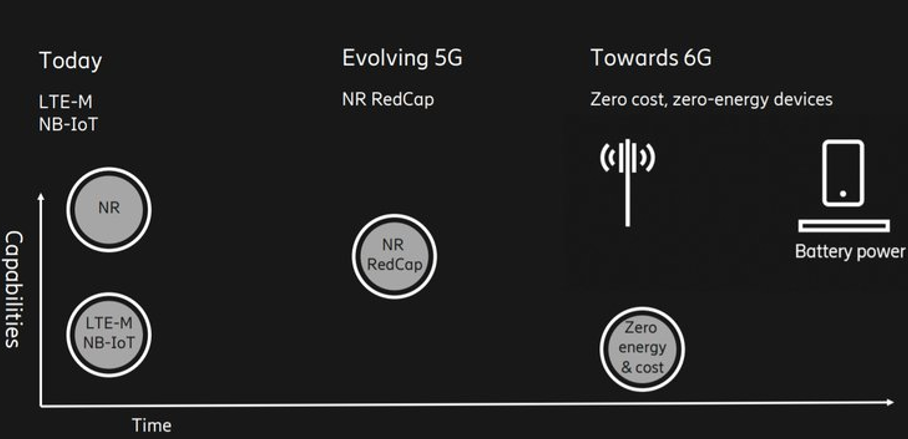 Today
LTE-M
NB-IoT
Evolving 5G
NR RedCap
Towards 6G
Zero cost, zero-energy devices
Battery power
Capabilities
NR
LTE-M
NB-IoT
NR
RedCap
Zero
energy
& cost
Time